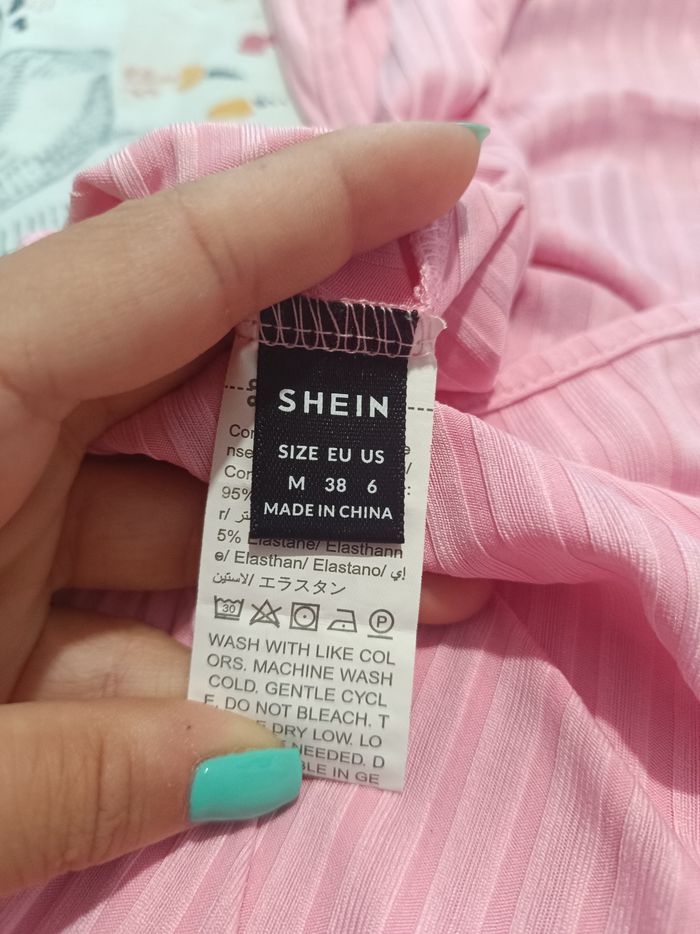 SHEIN
SIZE EU US
M 38 6
MADE IN CHINA
95%
5% Elastane/ Elasthann
e/ Elasthan/ Elastano/ إي
لاستين/ エラスタン
30
P
WASH WITH LIKE COL
ORS. MACHINE WASH
COLD. GENTLE CYCL
E. DO NOT BLEACH. T
DRY LOW. LO
NEEDED. D
IN GE